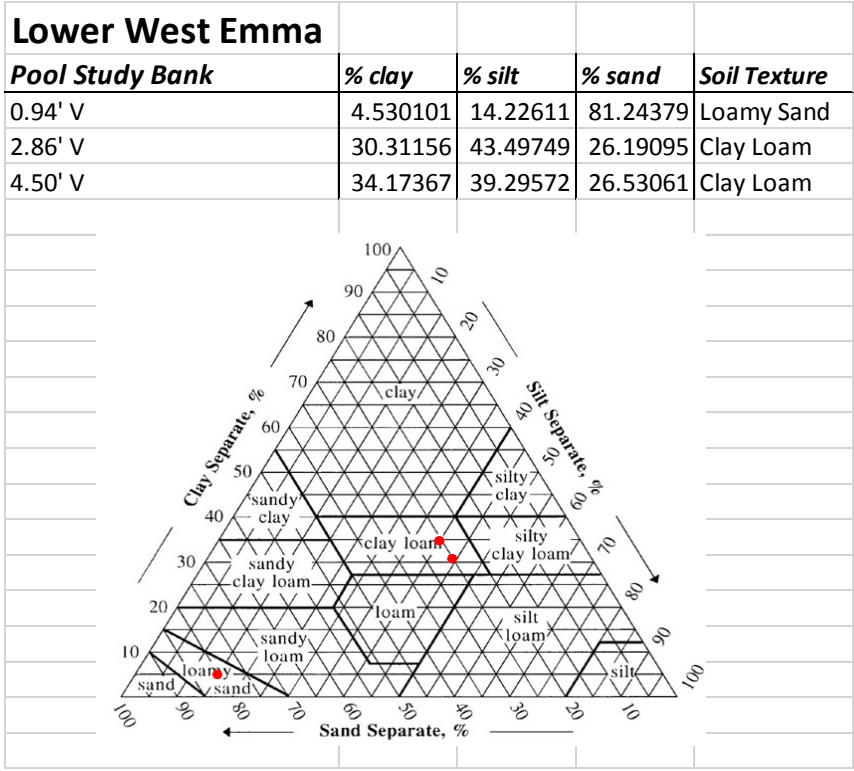 Lower West Emma
Pool Study Bank % clay % silt % sand Soil Texture
0.94' V 4.530101 14.22611 81.24379 Loamy Sand
2.86' V 30.31156 43.49749 26.19095 Clay Loam
4.50' V 34.17367 39.29572 26.53061 Clay Loam
100
90
80
70
60
50
40
30
20
10
Clay Separate, %
10
20
30
40
50
60
70
80
90
100
Silt Separate, %
clay
silty
clay
sandy
clay
clay loam
silty
clay loam
sandy
clay loam
loam
silt
loam
sandy
loam
loamy
sand
sand
silt
100
90
80
70
60
50
40
30
20
10
Sand Separate, %